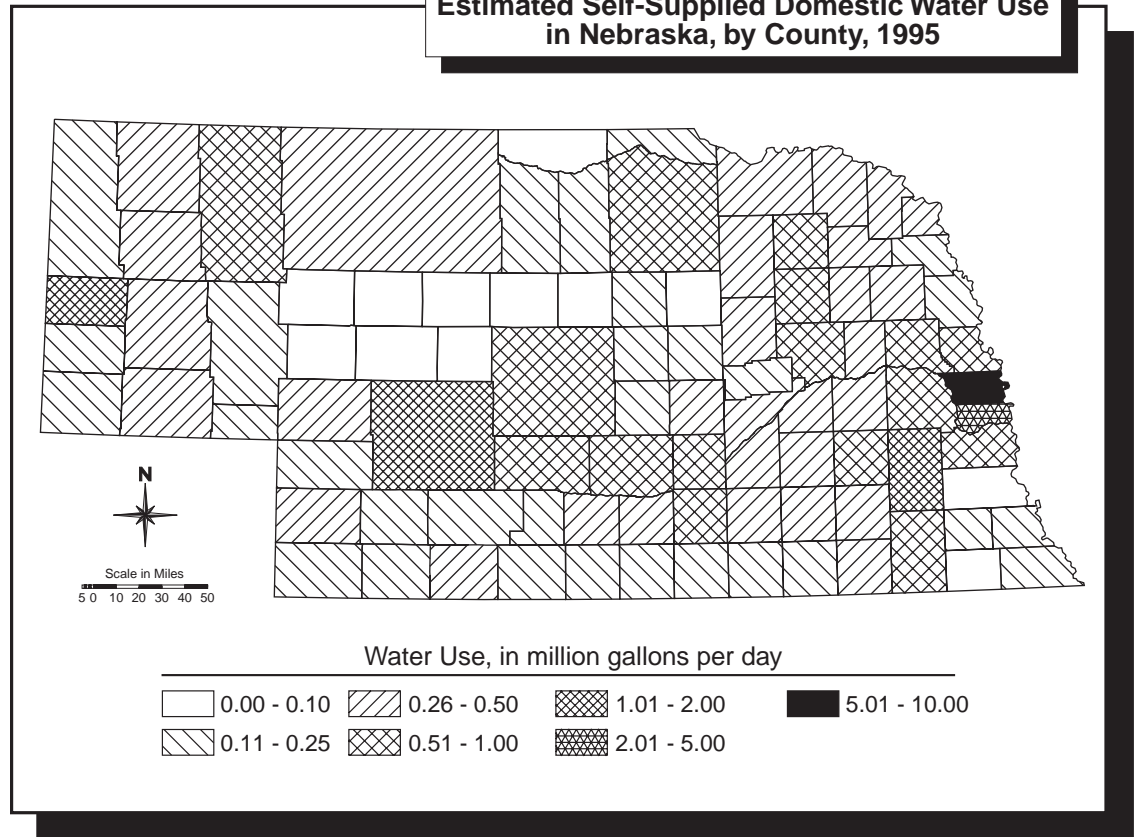 Estimated Self-Supplied Domestic Water Use
in Nebraska, by County, 1995
N
Scale in Miles
5 0 10 20 30 40 50
Water Use, in million gallons per day
0.00 - 0.10 0.26 - 0.50 1.01 - 2.00 5.01 - 10.00
0.11 - 0.25 0.51 - 1.00 2.01 - 5.00